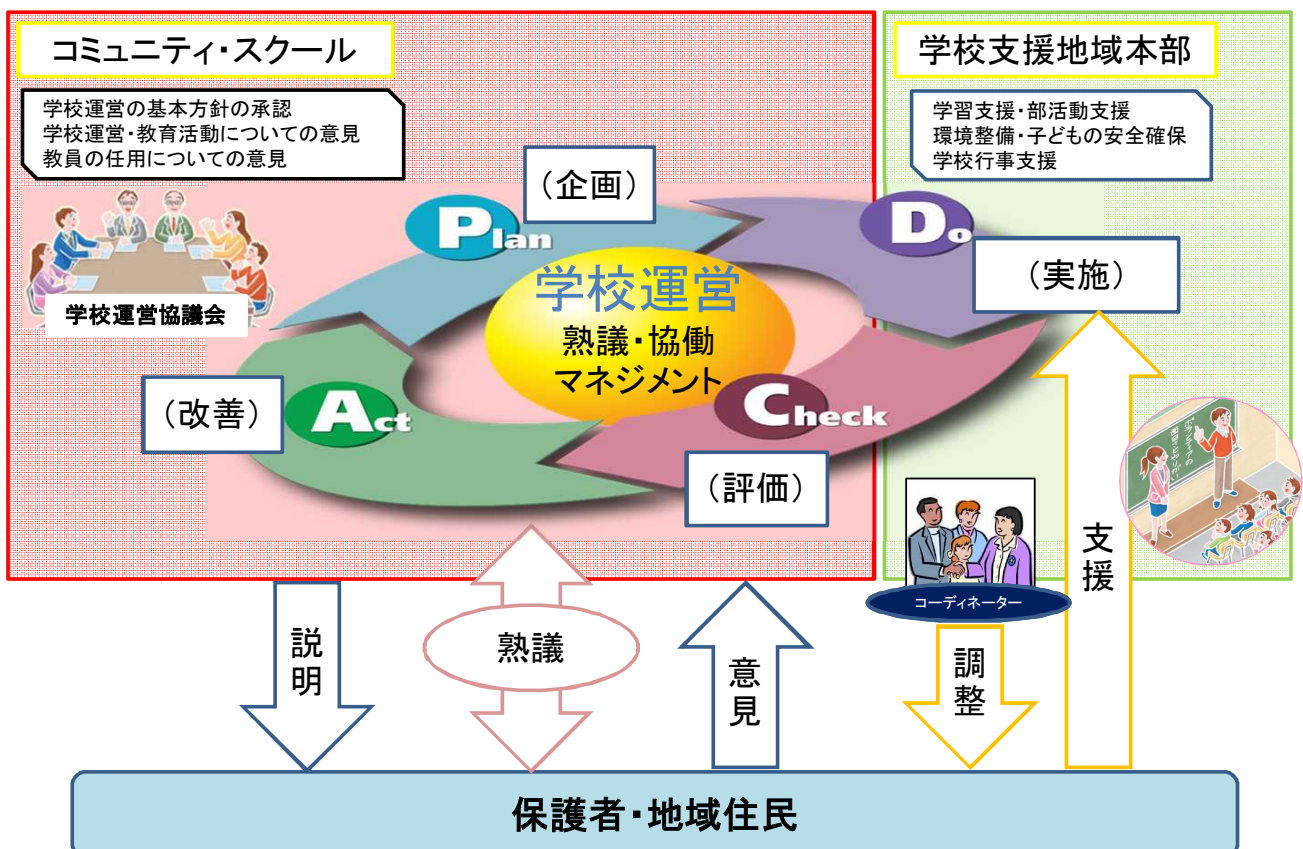 コミュニティ・スクール
学校運営の基本方針の承認
学校運営・教育活動についての意見
教員の任用についての意見
学校支援地域本部
学習支援・部活動支援
環境整備・子どもの安全確保
学校行事支援
Plan
(企画)
Do
(実施)
学校運営協議会
学校運営
熟議・協働
マネジメント
(改善)
Act
Check
(評価)
ボランティアの
コーディネーター
支援
説明
熟議
意見
調整
保護者・地域住民